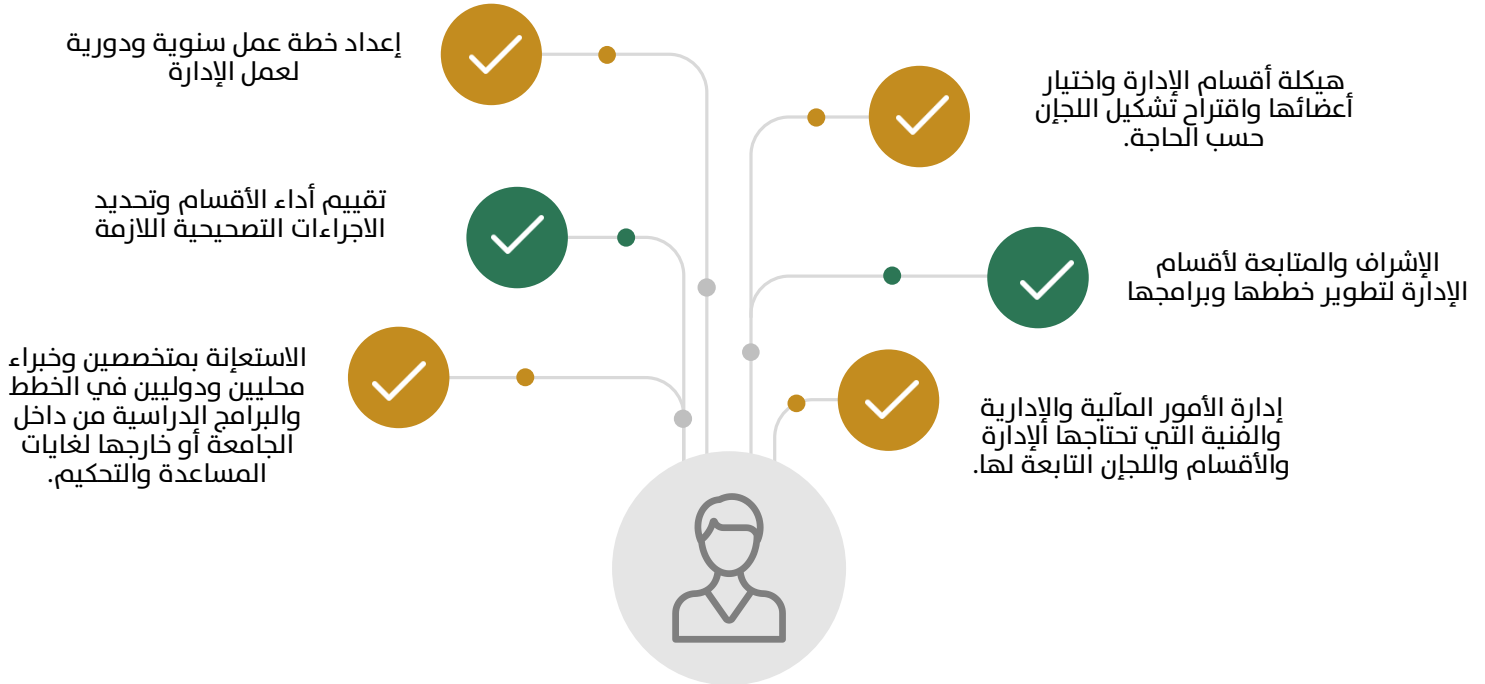 هيكلة أقسام الإدارة واختيار
أعضائها واقتراح تشكيل اللجان
حسب الحاجة.
الإشراف والمتابعة لأقسام
الإدارة لتطوير خططها وبرامجها
إدارة الأمور المالية والإدارية
والفنية التي تحتاجها الإدارة
والأقسام واللجان التابعة لها.
إعداد خطة عمل سنوية ودورية
لعمل الإدارة
تقييم أداء الأقسام وتحديد
الاجراءات التصحيحية اللازمة
الاستعانة بمتخصصين وخبراء
محليين ودوليين في الخطط
والبرامج الدراسية من داخل
الجامعة أو خارجها لغايات
المساعدة والتحكيم.